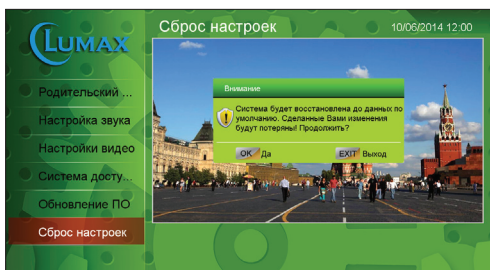 LUMAX
Сброс настроек
10/06/2014 12:00
Родительский ...
Настройка звука
Настройки видео
Система досту...
Обновление ПО
Сброс настроек
Внимание
Система будет восстановлена до данных по
умолчанию. Сделанные Вами изменения
будут потеряны! Продолжить?
OK Да
EXIT Выход